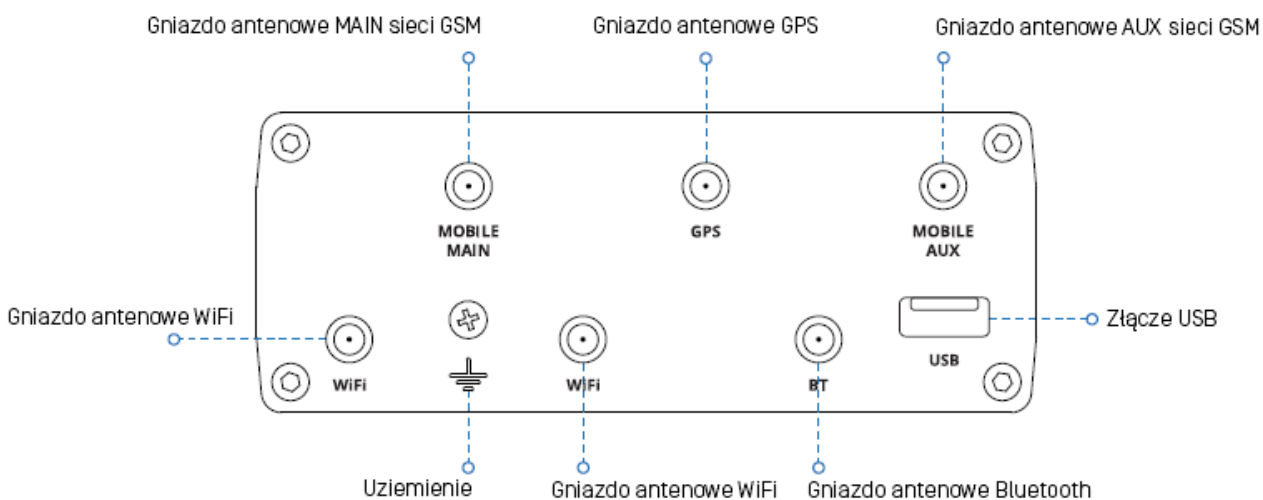 Gniazdo antenowe MAIN sieci GSM
Gniazdo antenowe GPS
Gniazdo antenowe AUX sieci GSM
MOBILE
MAIN
GPS
MOBILE
AUX
Gniazdo antenowe WiFi
Złącze USB
WiFi
WiFi
BT
USB
Uziemienie
Gniazdo antenowe WiFi
Gniazdo antenowe Bluetooth